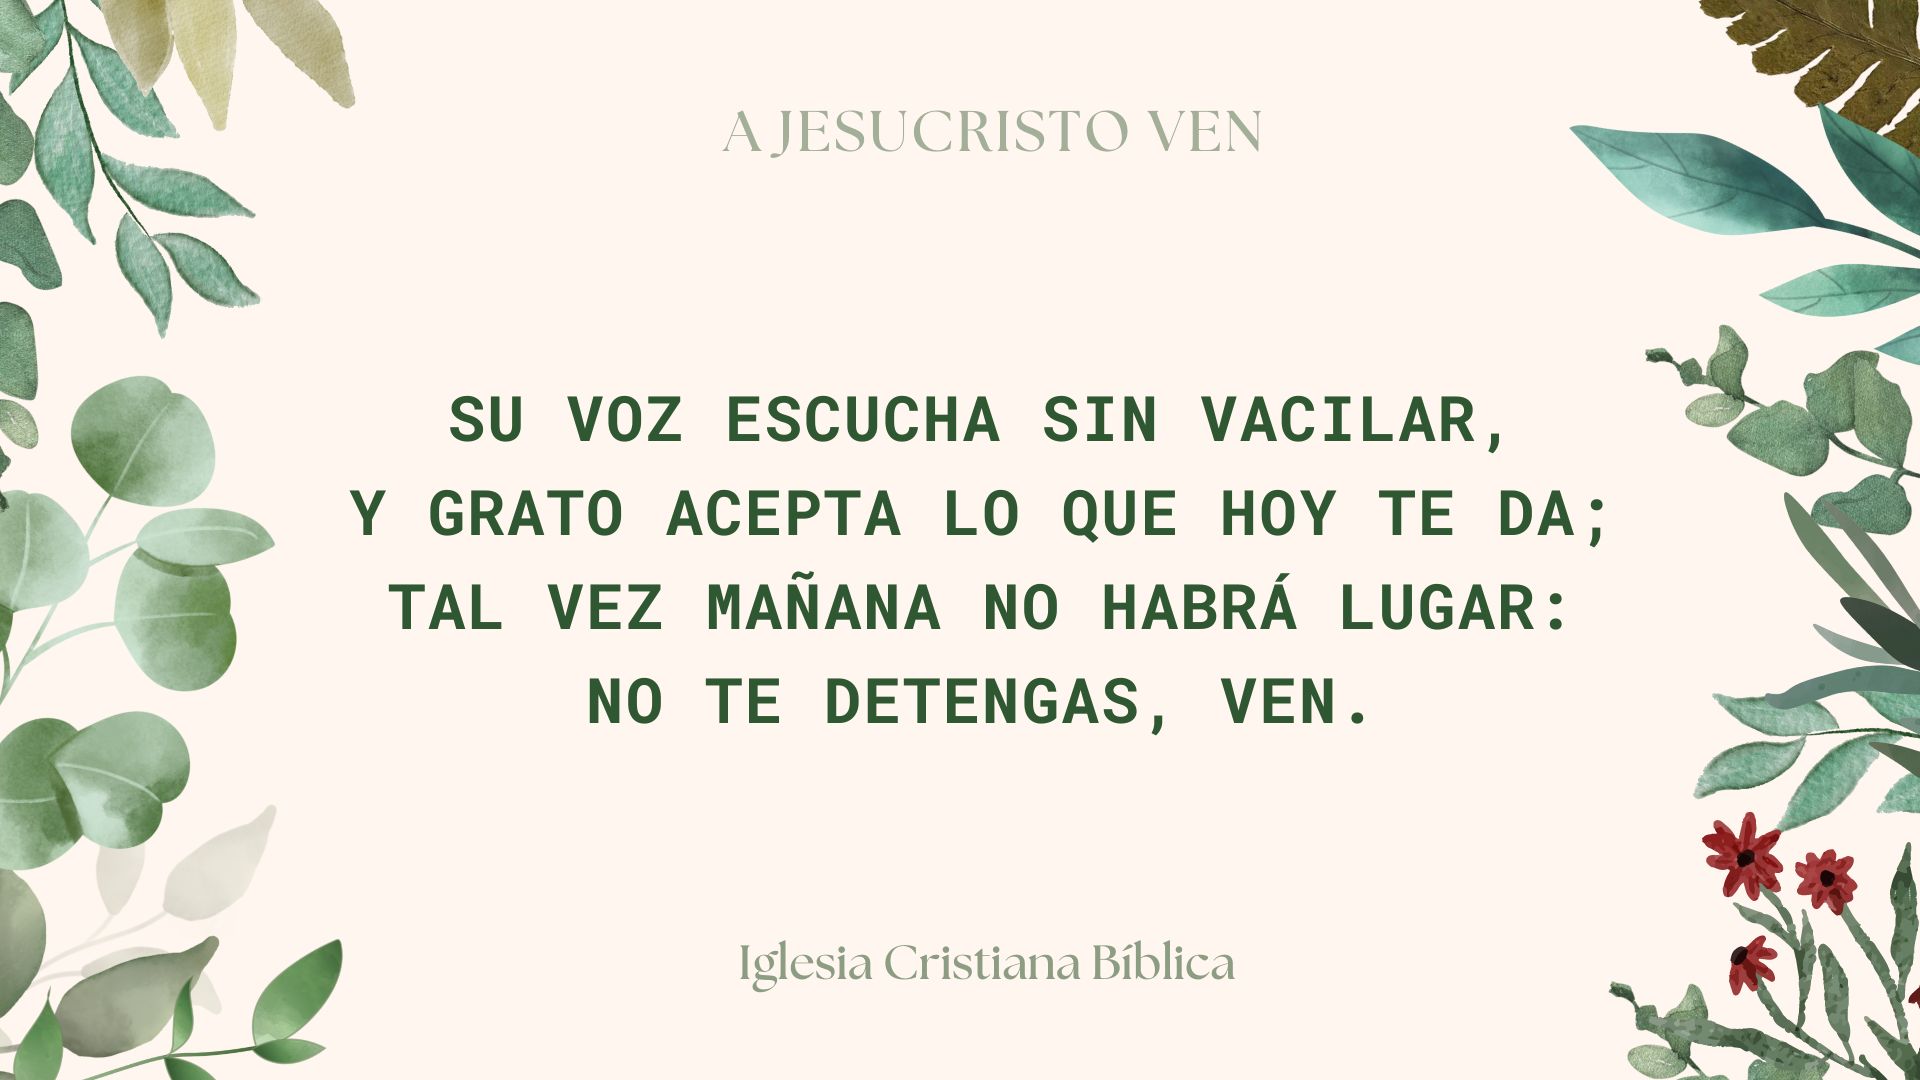 A JESUCRISTO VEN
SU VOZ ESCUCHA SIN VACILAR,
Y GRATO ACEPTA LO QUE HOY TE DA;
TAL VEZ MAÑANA NO HABRÁ LUGAR:
NO TE DETENGAS, VEN.
Iglesia Cristiana Bíblica